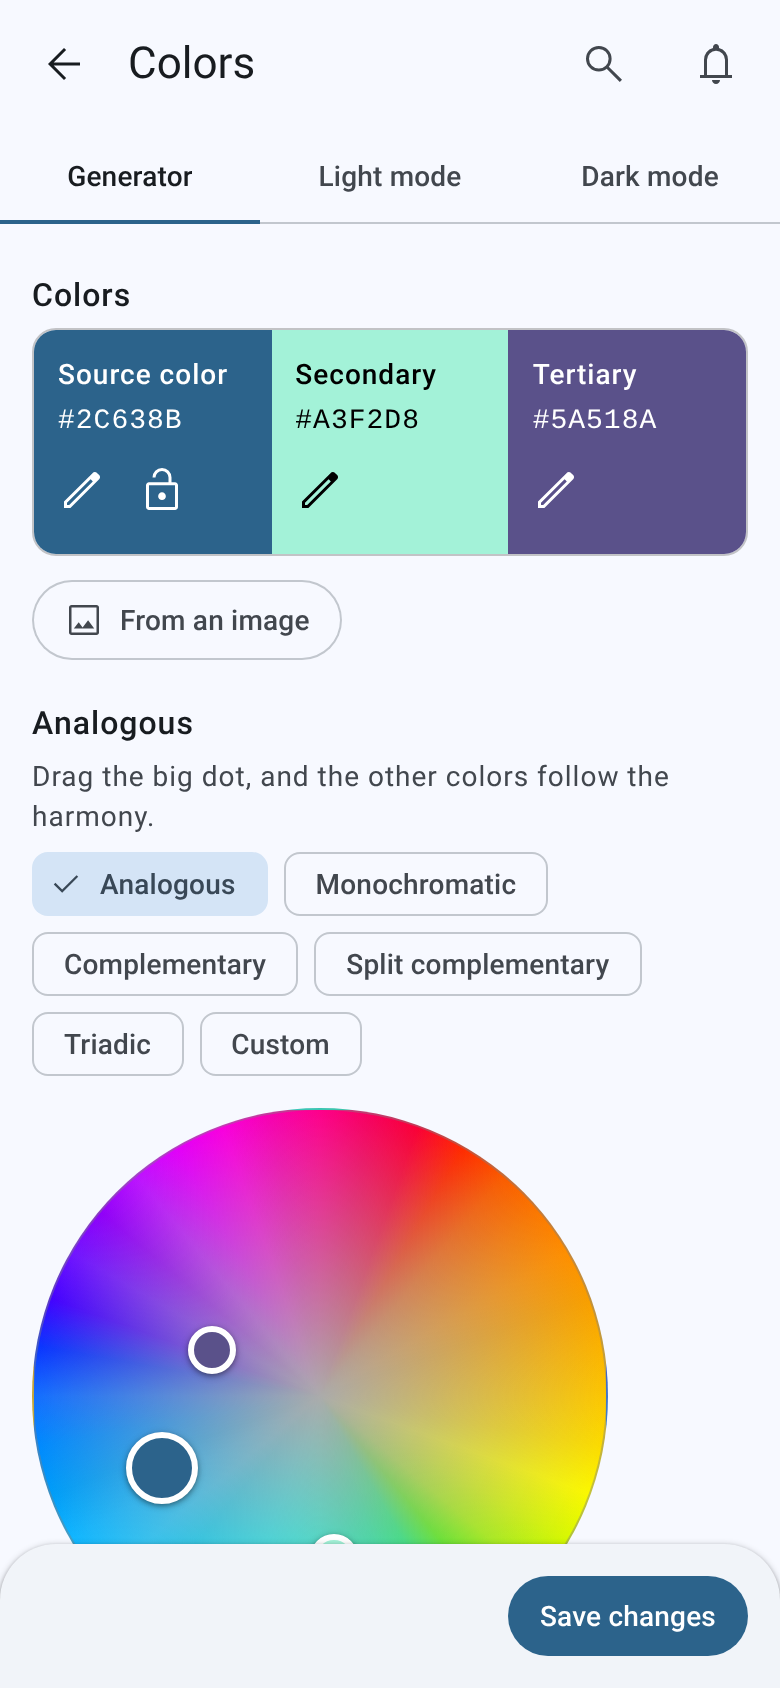 Colors
Generator
Light mode
Dark mode
Colors
Source color
#2C638B
Secondary
#A3F2D8
Tertiary
#5A518A
From an image
Analogous
Drag the big dot, and the other colors follow the
harmony.
Analogous
Monochromatic
Complementary
Split complementary
Triadic
Custom
Save changes